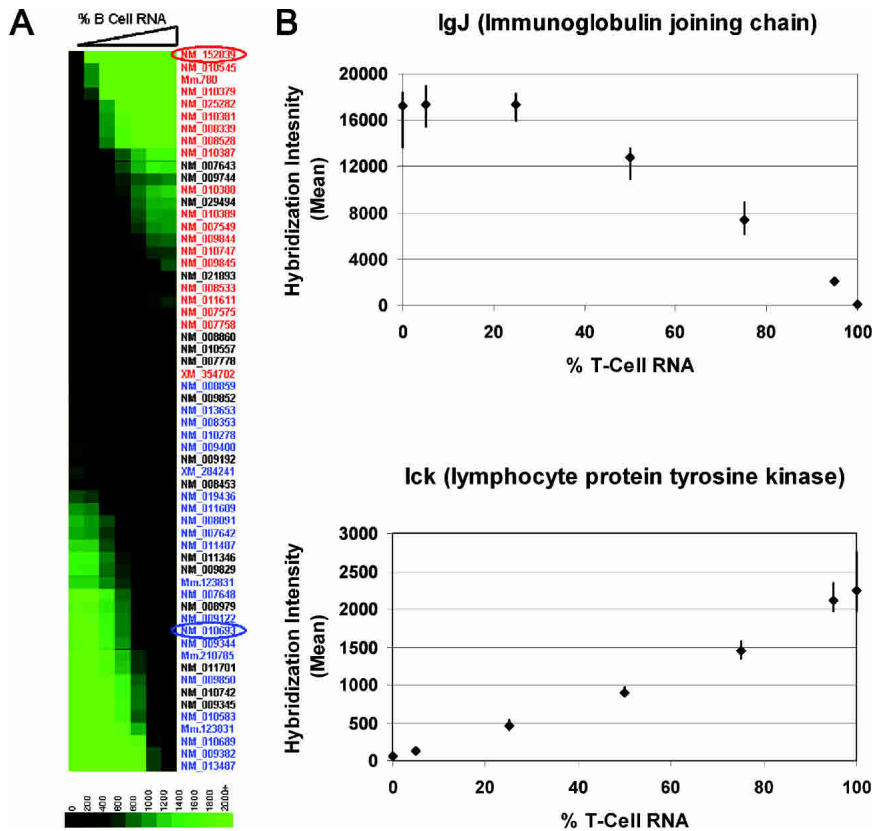 A
% B Cell RNA
NM_152839
NM_010545
Mm.780
NM_010379
NM_025282
NM_010381
NM_008339
NM_008528
NM_010387
NM_007643
NM_009744
NM_010380
NM_029494
NM_010389
NM_007549
NM_009844
NM_010747
NM_009845
NM_021893
NM_008533
NM_011611
NM_007575
NM_007758
NM_008860
NM_010557
NM_007778
XM_354702
NM_008859
NM_009852
NM_013653
NM_008353
NM_010278
NM_009400
NM_009192
XM_284241
NM_008453
NM_019436
NM_011609
NM_008091
NM_007642
NM_011407
NM_011346
NM_009829
Mm.123831
NM_007648
NM_008979
NM_009122
NM_010693
NM_009344
Mm.210785
NM_011701
NM_009850
NM_010742
NM_009345
NM_010583
Mm.123831
NM_010689
NM_009382
NM_013487
0 200 400 600 800 1000 1200 1400 1600 1800 2000+
B
IgJ (Immunoglobulin joining chain)
Hybridization Intesnity
(Mean)
20000
16000
12000
8000
4000
0
0 20 40 60 80 100
% T-Cell RNA
lck (lymphocyte protein tyrosine kinase)
Hybridization Intensity
(Mean)
3000
2500
2000
1500
1000
500
0
0 20 40 60 80 100
% T-Cell RNA